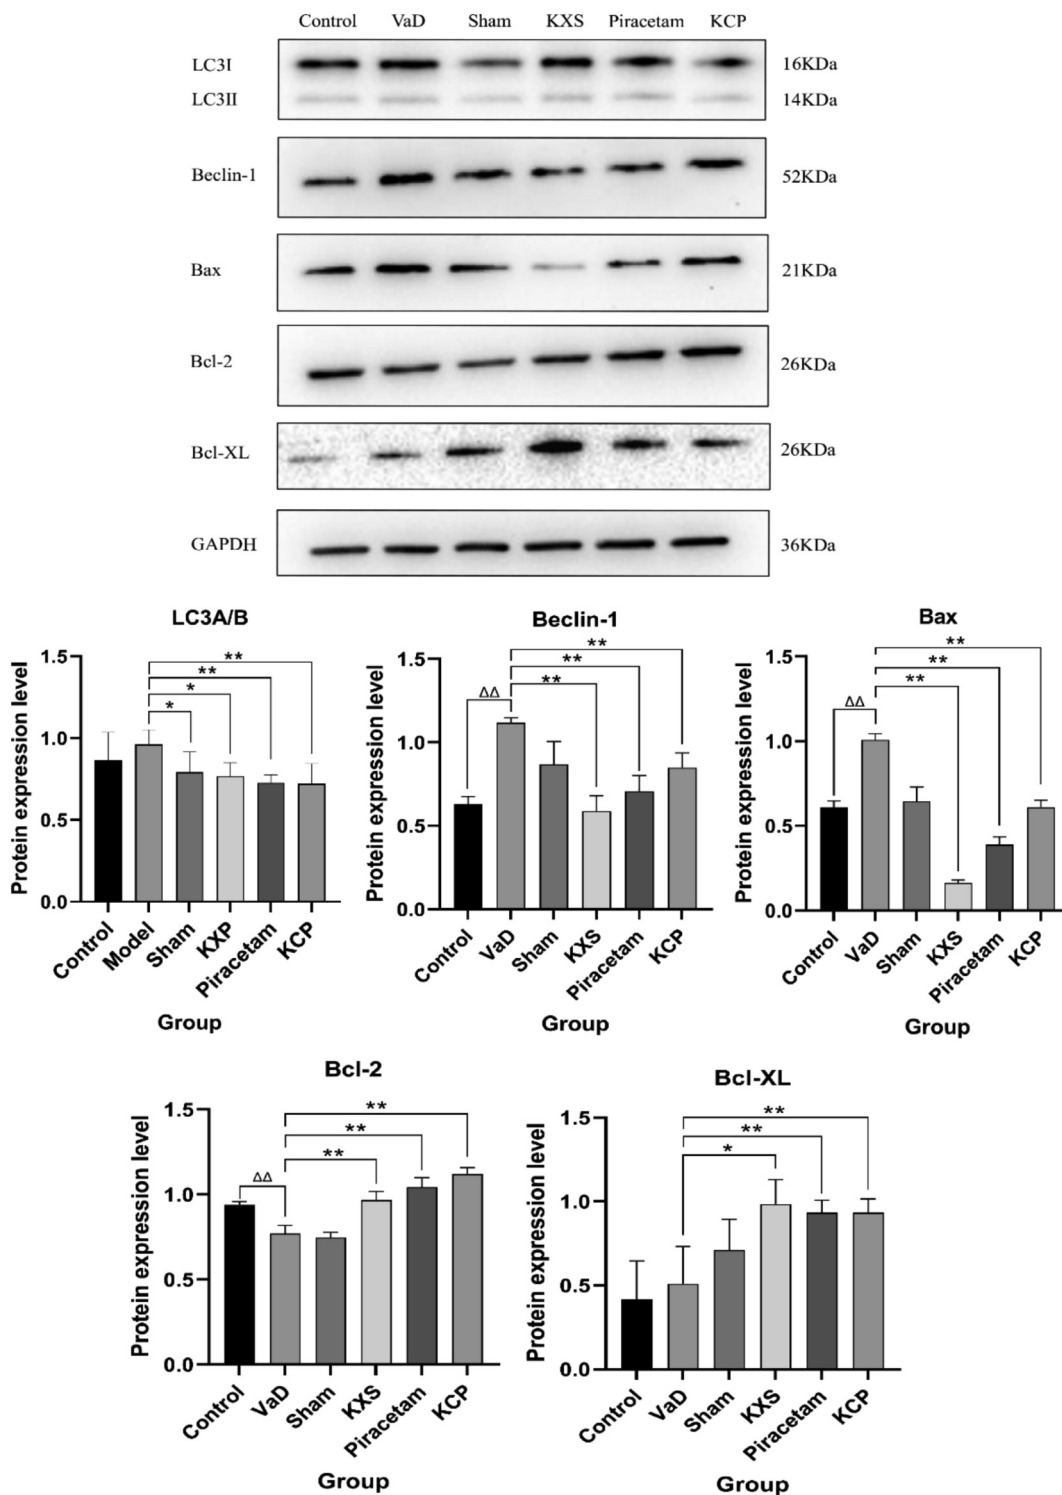 Control VaD Sham KXS Piracetam KCP
LC3I 16KDa
LC3II 14KDa
Beclin-1 52KDa
Bax 21KDa
Bcl-2 26KDa
Bcl-XL 26KDa
GAPDH 36KDa
LC3A/B
Protein expression level
1.5
1.0
0.5
0.0
**
**
*
*
Control Model Sham KXP Piracetam KCP
Group
Beclin-1
Protein expression level
1.5
1.0
0.5
0.0
**
**
**
ΔΔ
Control VaD Sham KXS Piracetam KCP
Group
Bax
Protein expression level
1.5
1.0
0.5
0.0
**
**
**
ΔΔ
Control VaD Sham KXS Piracetam KCP
Group
Bcl-2
Protein expression level
1.5
1.0
0.5
0.0
**
**
**
ΔΔ
Control VaD Sham KXS Piracetam KCP
Group
Bcl-XL
Protein expression level
1.5
1.0
0.5
0.0
**
**
*
Control VaD Sham KXS Piracetam KCP
Group